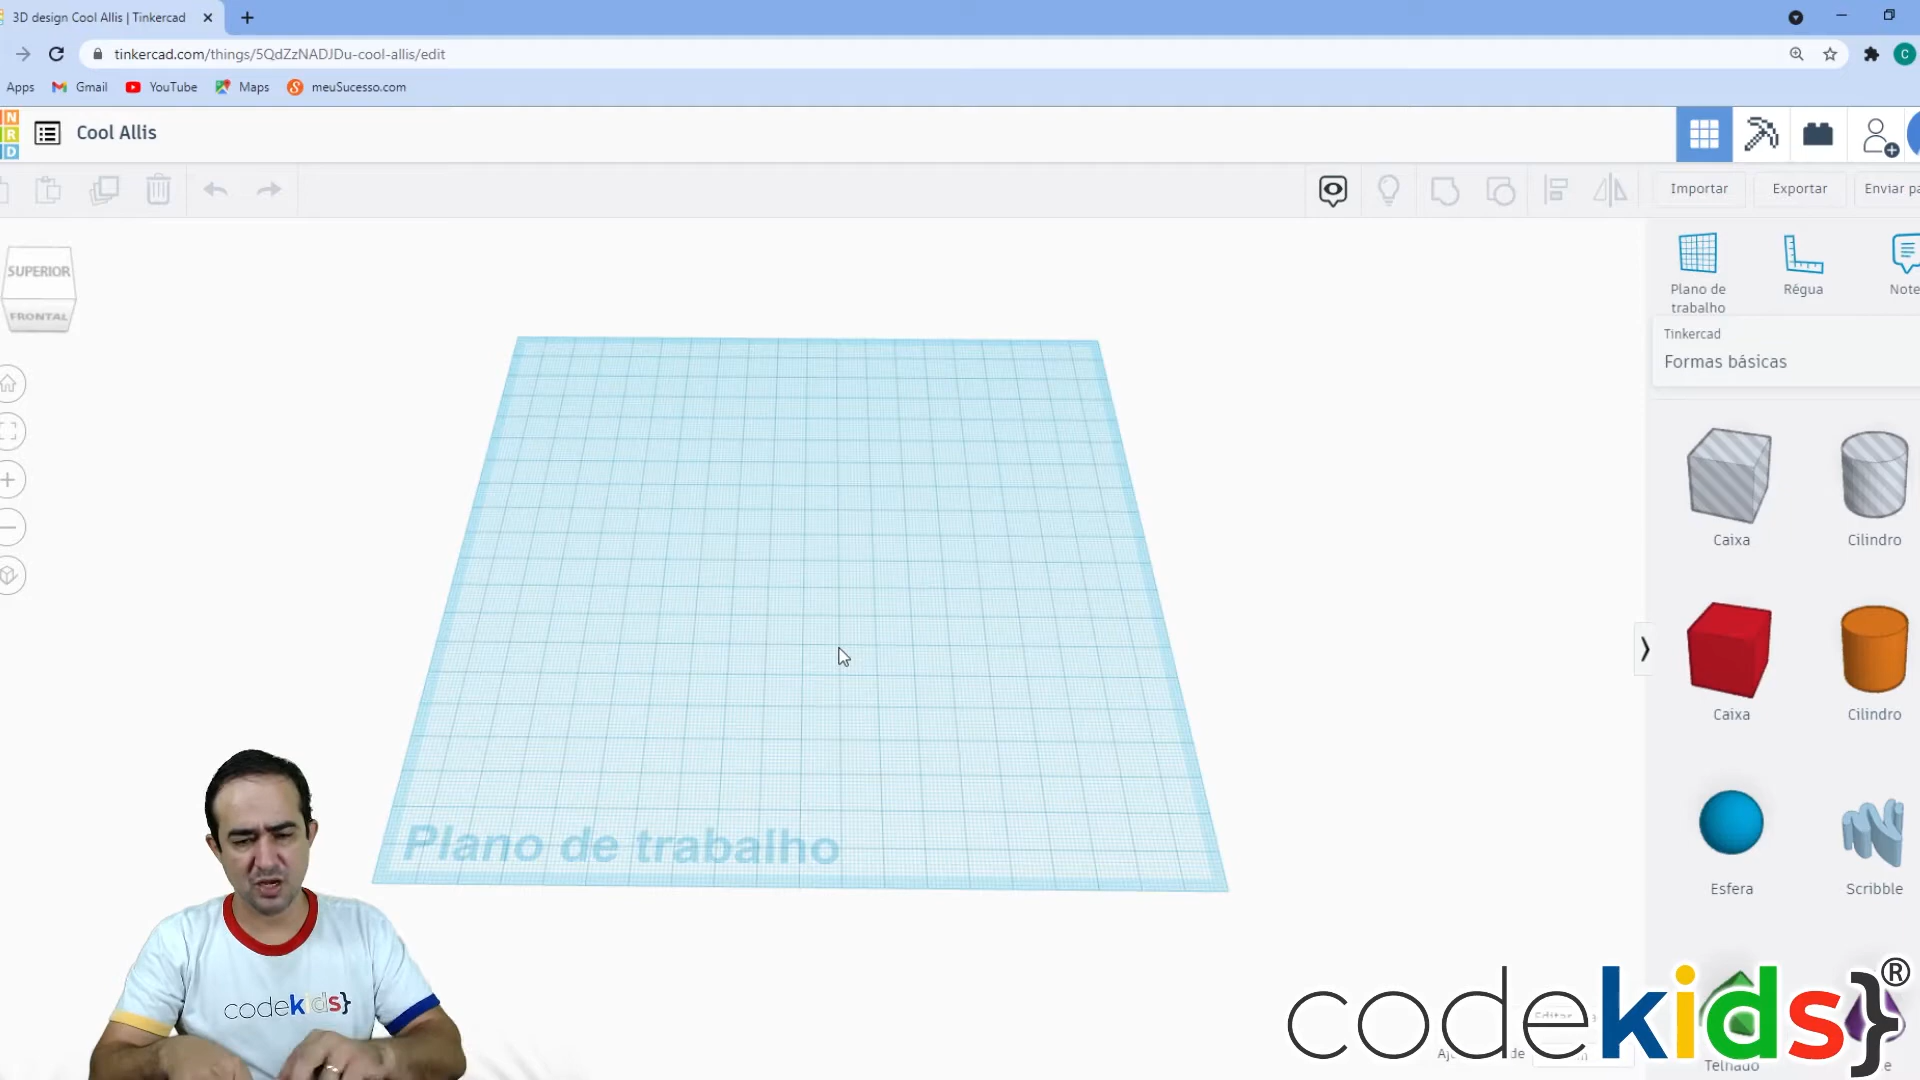 3D design Cool Allis | Tinkercad
tinkercad.com/things/5QdZzNADJDu-cool-allis/edit
C
Apps
Gmail
YouTube
Maps
meuSucesso.com
N
R
D
Cool Allis
Importar
Exportar
Enviar pa
SUPERIOR
FRONTAL
Plano de trabalho
Régua
Note
Tinkercad
Formas básicas
Caixa
Cilindro
Caixa
Cilindro
Esfera
Scribble
Plano de trabalho
codekids}
codekids}®
Editar
de
Telhado